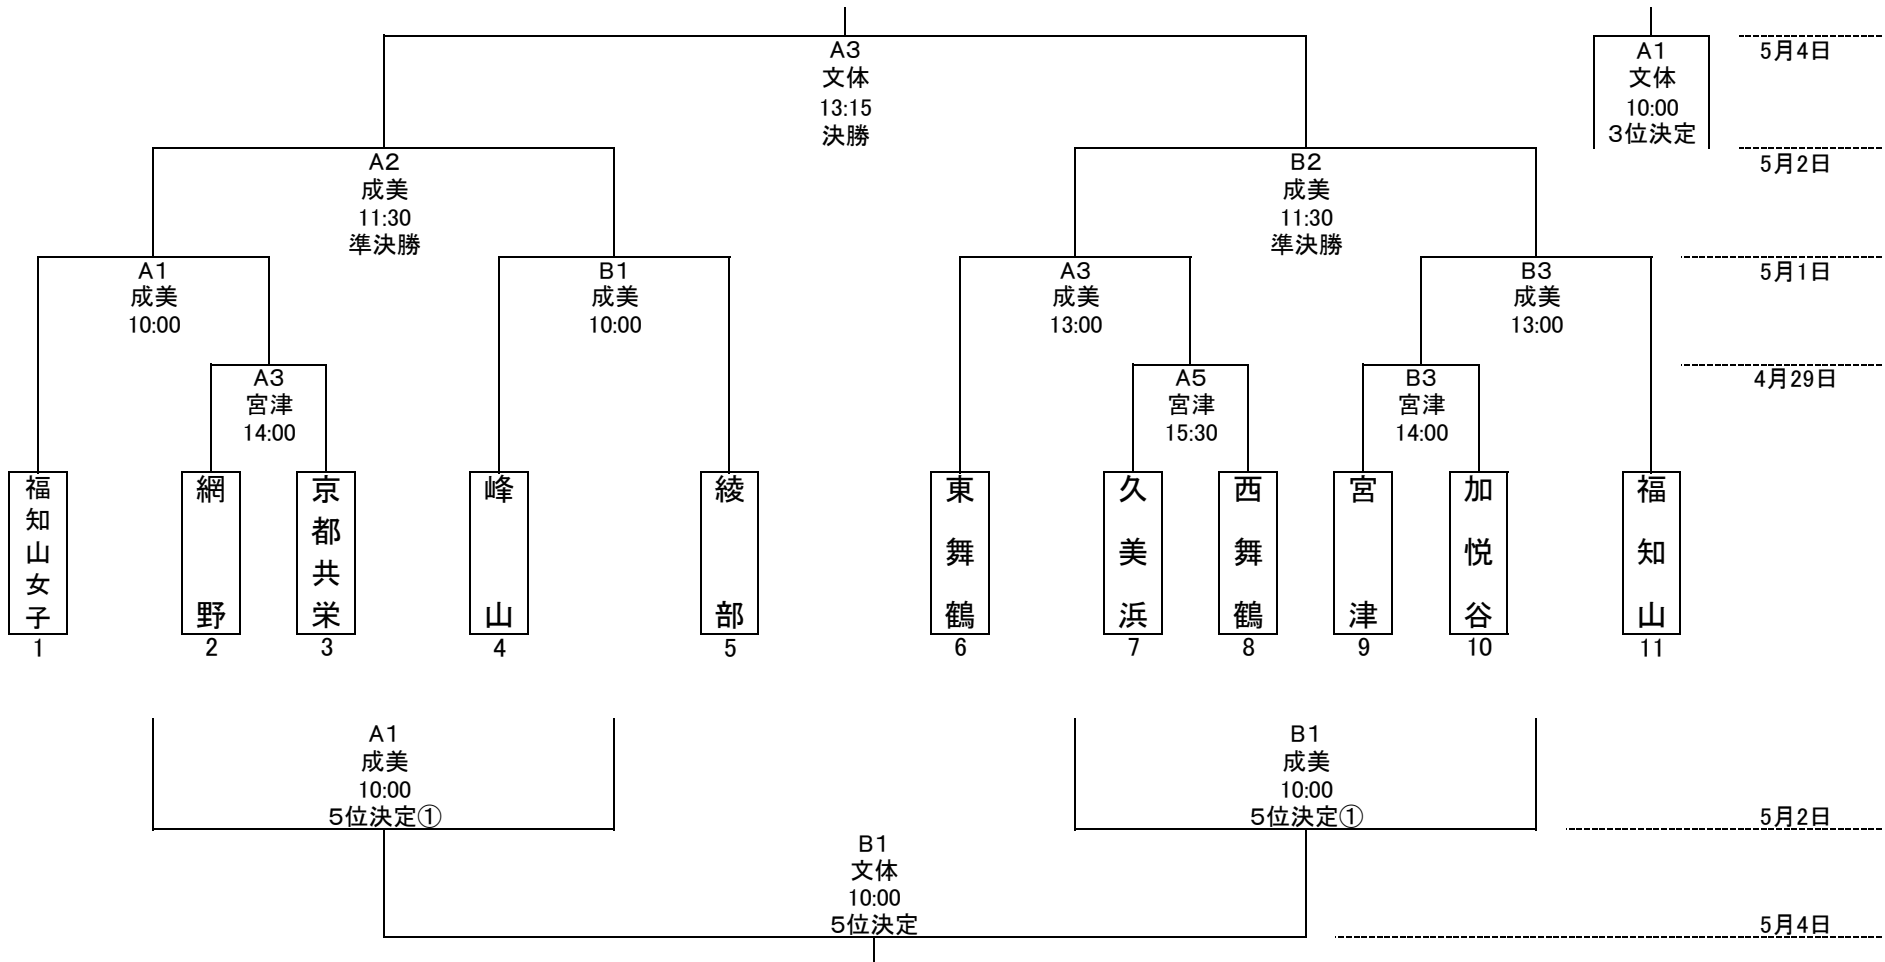 A3
文体
13:15
決勝
A1
文体
10:00
3位決定
5月4日
A2
成美
11:30
準決勝
B2
成美
11:30
準決勝
5月2日
A1
成美
10:00
B1
成美
10:00
A3
成美
13:00
B3
成美
13:00
5月1日
A3
宮津
14:00
A5
宮津
15:30
B3
宮津
14:00
4月29日
福知山女子
網野
京都共栄
峰山
綾部
東舞鶴
久美浜
西舞鶴
宮津
加悦谷
福知山
1 2 3 4 5 6 7 8 9 10 11
A1
成美
10:00
5位決定①
B1
成美
10:00
5位決定①
5月2日
B1
文体
10:00
5位決定
5月4日